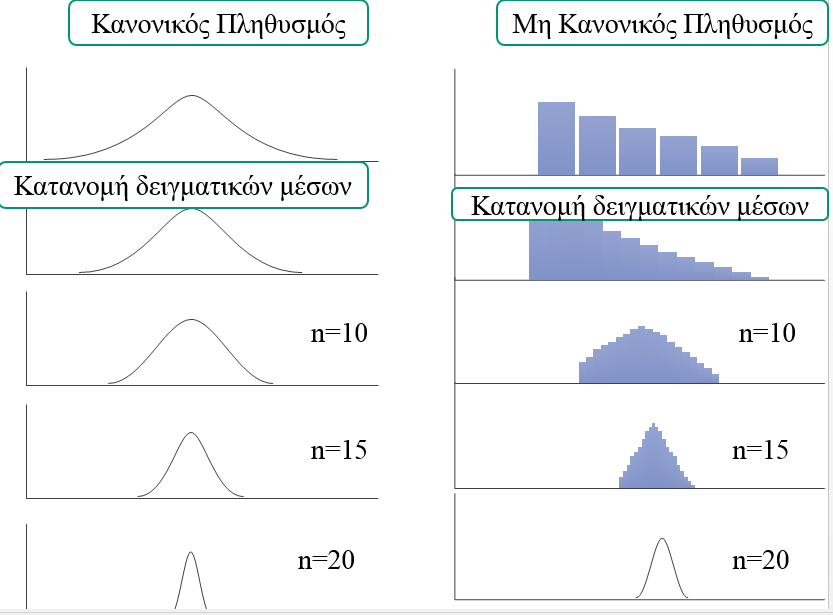 Κανονικός Πληθυσμός
Μη Κανονικός Πληθυσμός
Κατανομή δειγματικών μέσων
Κατανομή δειγματικών μέσων
n=10
n=10
n=15
n=15
n=20
n=20